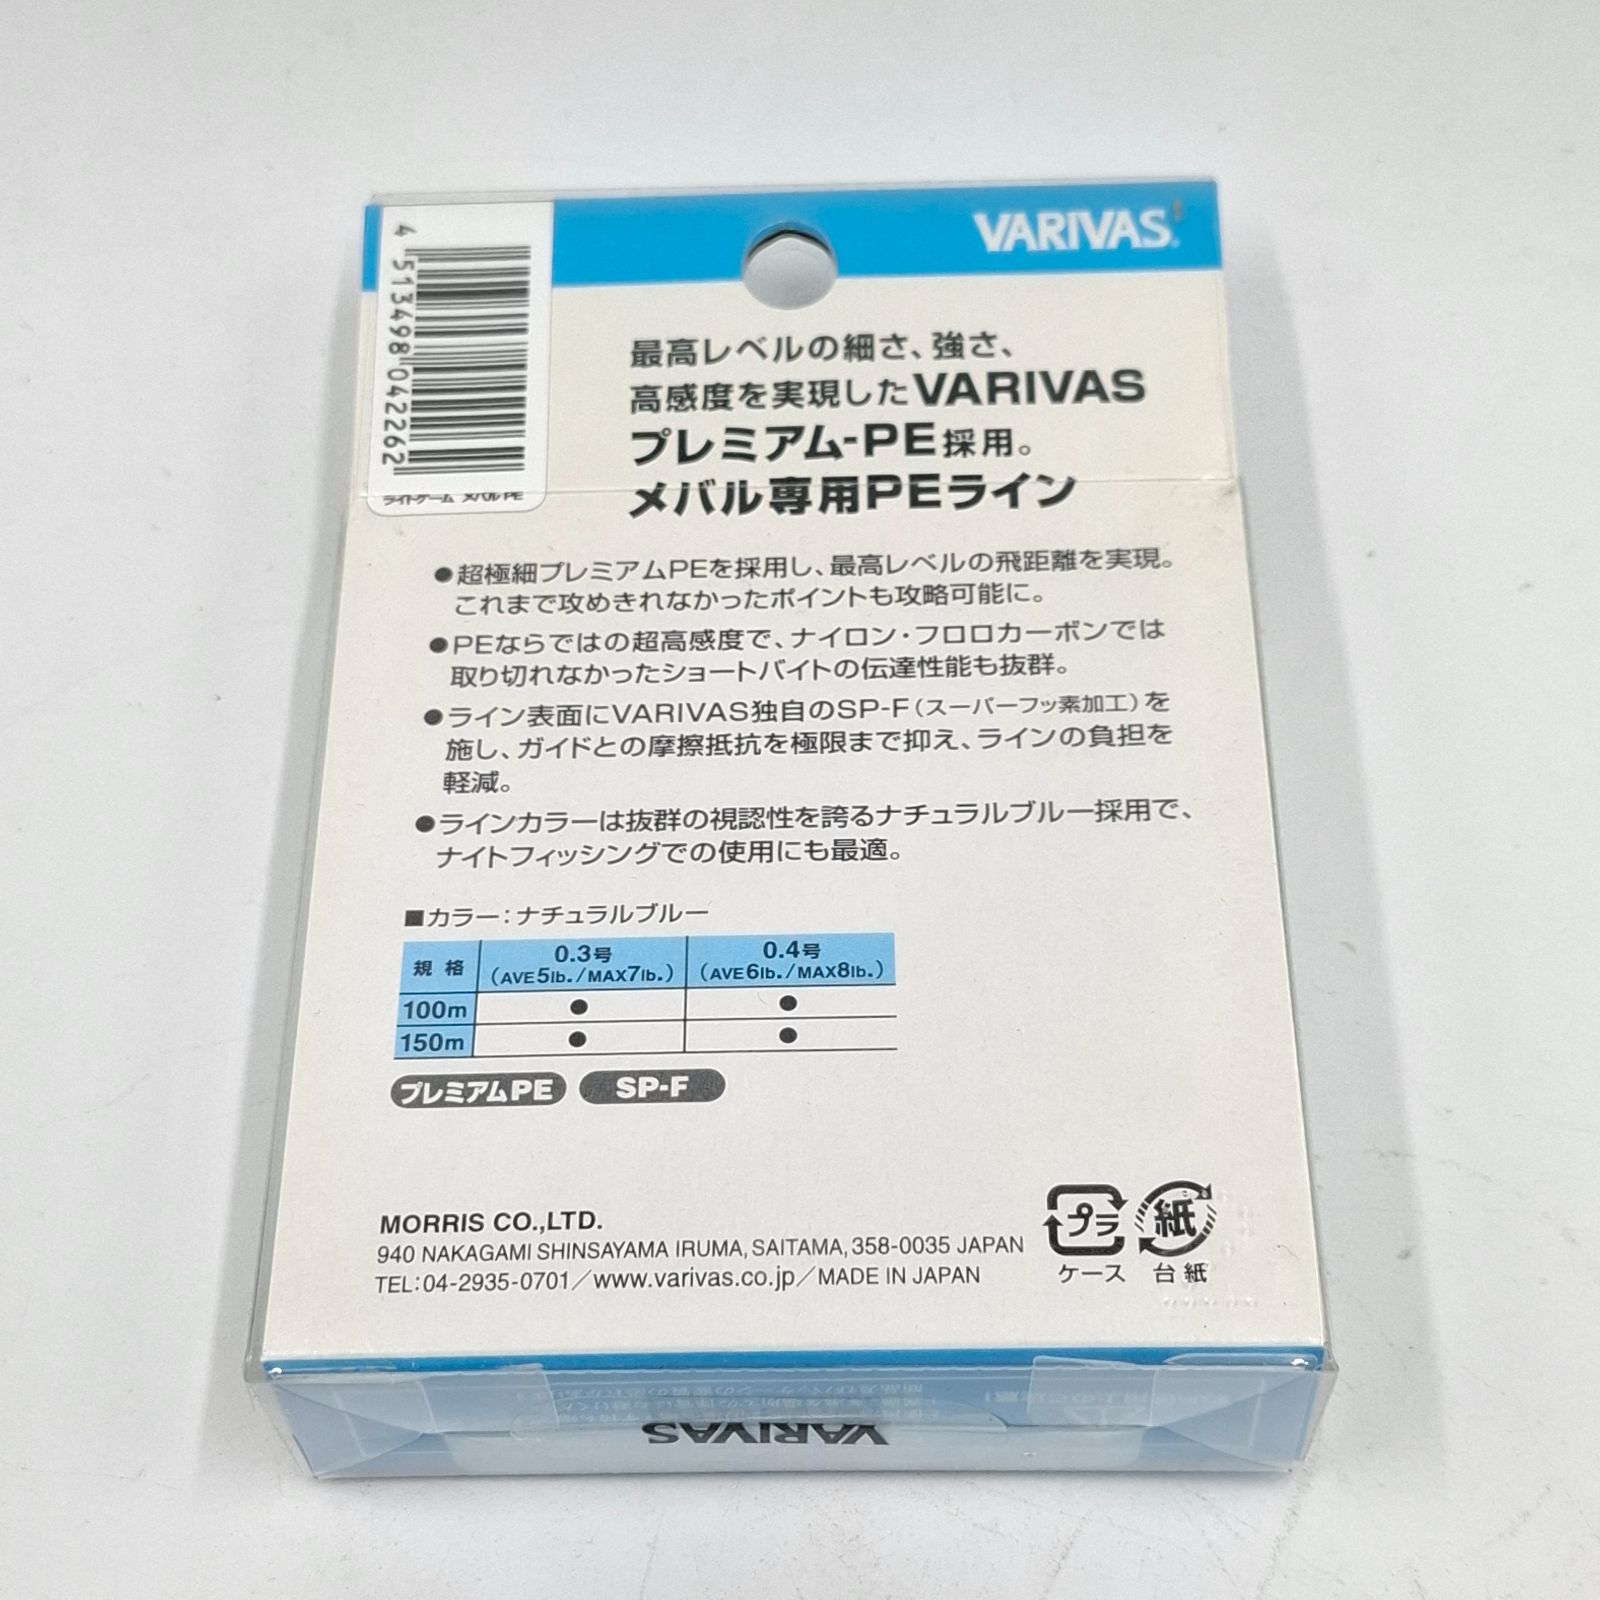 VARIVAS
4 513498 042262
ライトゲーム メバル PE
最高レベルの細さ、強さ、
高感度を実現したVARIVAS
プレミアム-PE採用。
メバル専用PEライン
●超極細プレミアムPEを採用し、最高レベルの飛距離を実現。
これまで攻めきれなかったポイントも攻略可能に。
●PEならではの超高感度で、ナイロン・フロロカーボンでは
取り切れなかったショートバイトの伝達性能も抜群。
●ライン表面にVARIVAS独自のSP-F(スーパーフッ素加工)を
施し、ガイドとの摩擦抵抗を極限まで抑え、ラインの負担を
軽減。
●ラインカラーは抜群の視認性を誇るナチュラルブルー採用で、
ナイトフィッシングでの使用にも最適。
■カラー:ナチュラルブルー
規格 0.3号 0.4号
(AVE5lb./MAX7lb.) (AVE6lb./MAX8lb.)
100m ● ●
150m ● ●
プレミアムPE SP-F
MORRIS CO.,LTD.
940 NAKAGAMI SHINSAYAMA IRUMA, SAITAMA, 358-0035 JAPAN
TEL:04-2935-0701/www.varivas.co.jp/MADE IN JAPAN
プラ 紙
ケース 台紙
VARIVAS